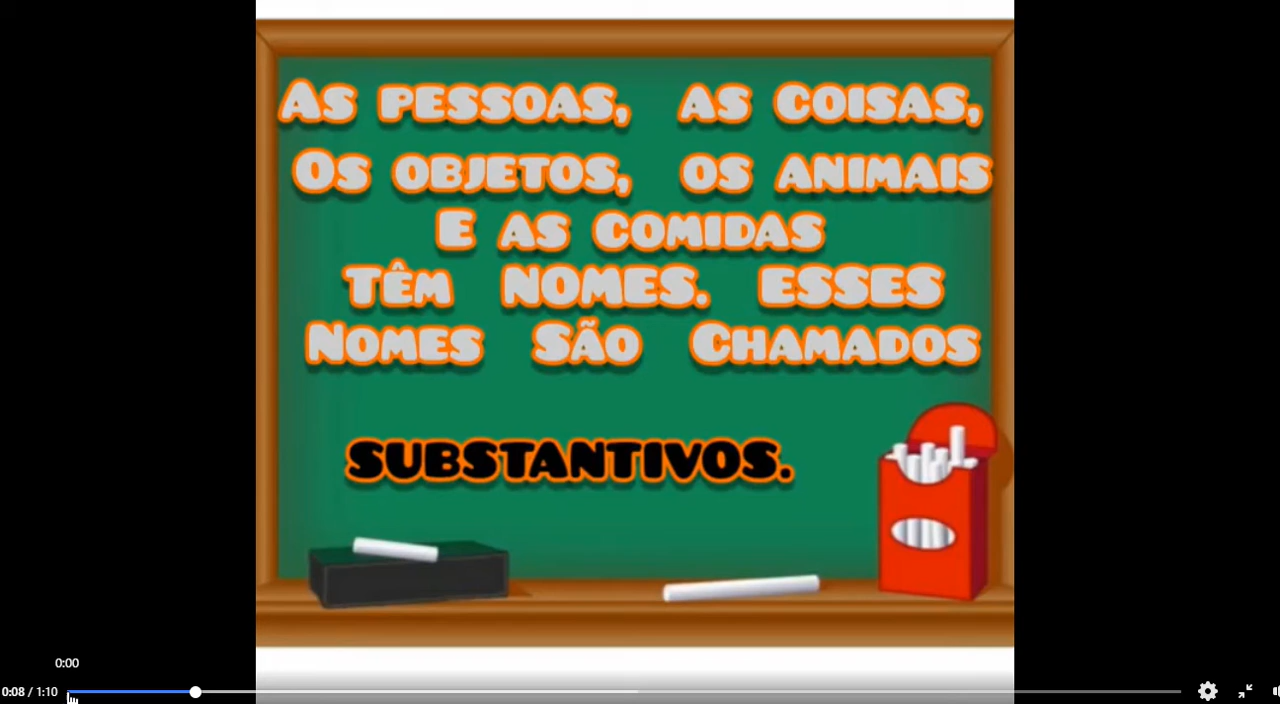 As pessoas, as coisas,
Os objetos, os animais
E as comidas
Têm NOMES. ESSES
Nomes São Chamados
SUBSTANTIVOS.
0:00
0:08 / 1:10